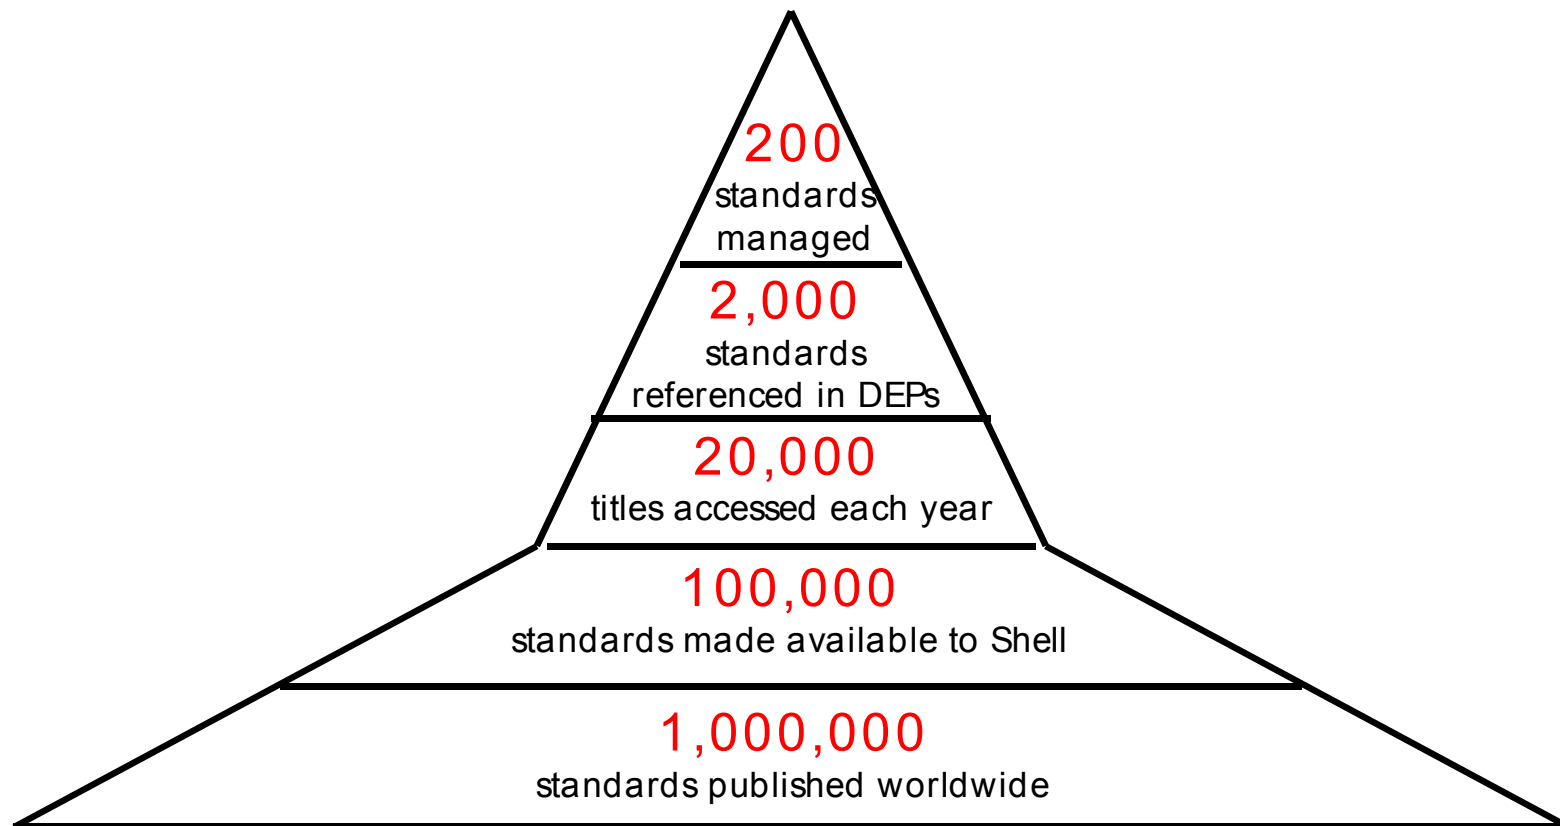 200
standards
managed
2,000
standards
referenced in DEPs
20,000
titles accessed each year
100,000
standards made available to Shell
1,000,000
standards published worldwide